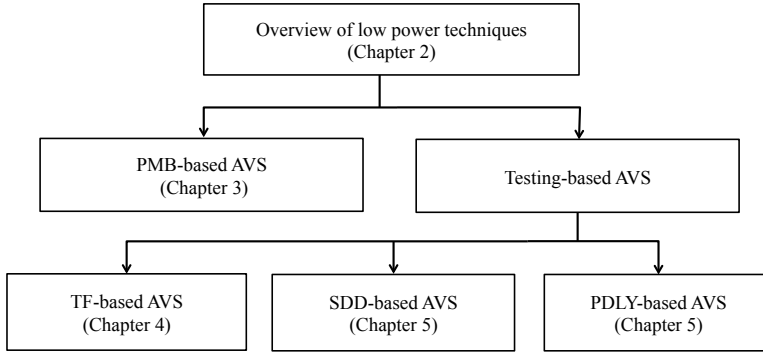 Overview of low power techniques
(Chapter 2)
PMB-based AVS
(Chapter 3)
Testing-based AVS
TF-based AVS
(Chapter 4)
SDD-based AVS
(Chapter 5)
PDLY-based AVS
(Chapter 5)